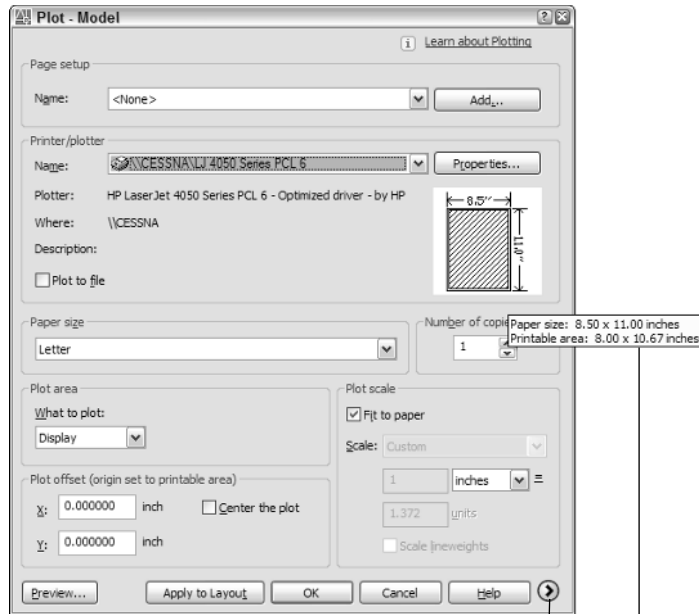 Plot - Model
Learn about Plotting
Page setup
Name: <None> Add...
Printer/plotter
Name: \\CESSNA\LJ 4050 Series PCL 6 Properties...
Plotter: HP LaserJet 4050 Series PCL 6 - Optimized driver - by HP
Where: \\CESSNA
Description:
Plot to file
8.5''
11.0''
Paper size
Letter
Number of copie
1
Paper size: 8.50 x 11.00 inches
Printable area: 8.00 x 10.67 inches
Plot area
What to plot:
Display
Plot scale
Fit to paper
Scale: Custom
1 inches =
1.372 units
Scale lineweights
Plot offset (origin set to printable area)
X: 0.000000 inch Center the plot
Y: 0.000000 inch
Preview... Apply to Layout OK Cancel Help